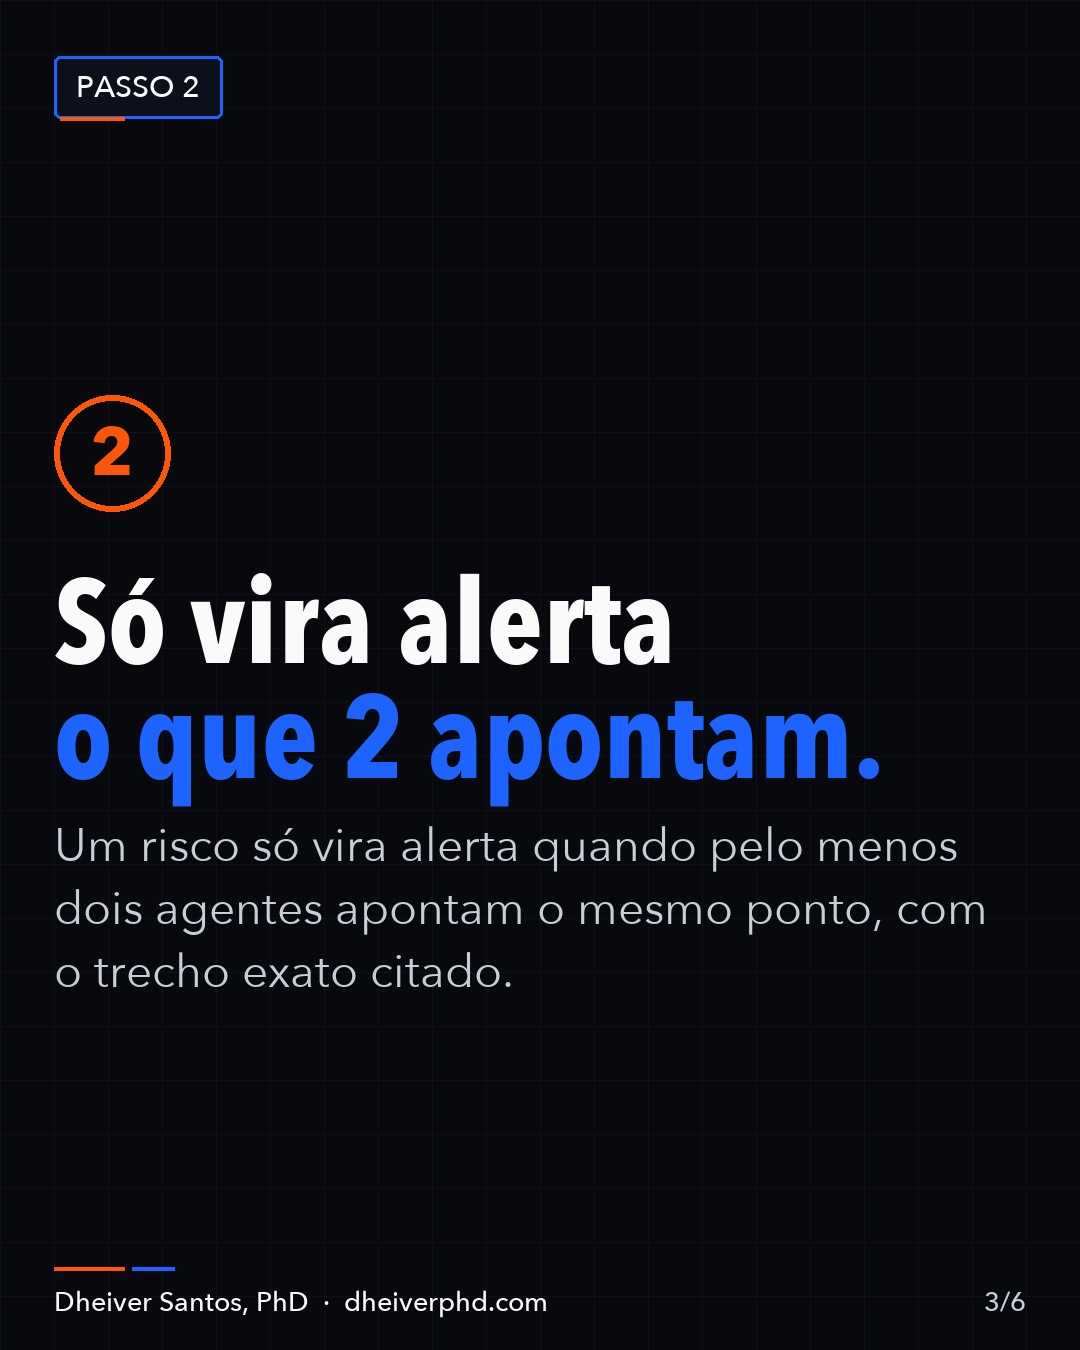 PASSO 2
2
Só vira alerta
o que 2 apontam.
Um risco só vira alerta quando pelo menos
dois agentes apontam o mesmo ponto, com
o trecho exato citado.
Dheiver Santos, PhD · dheiverphd.com
3/6